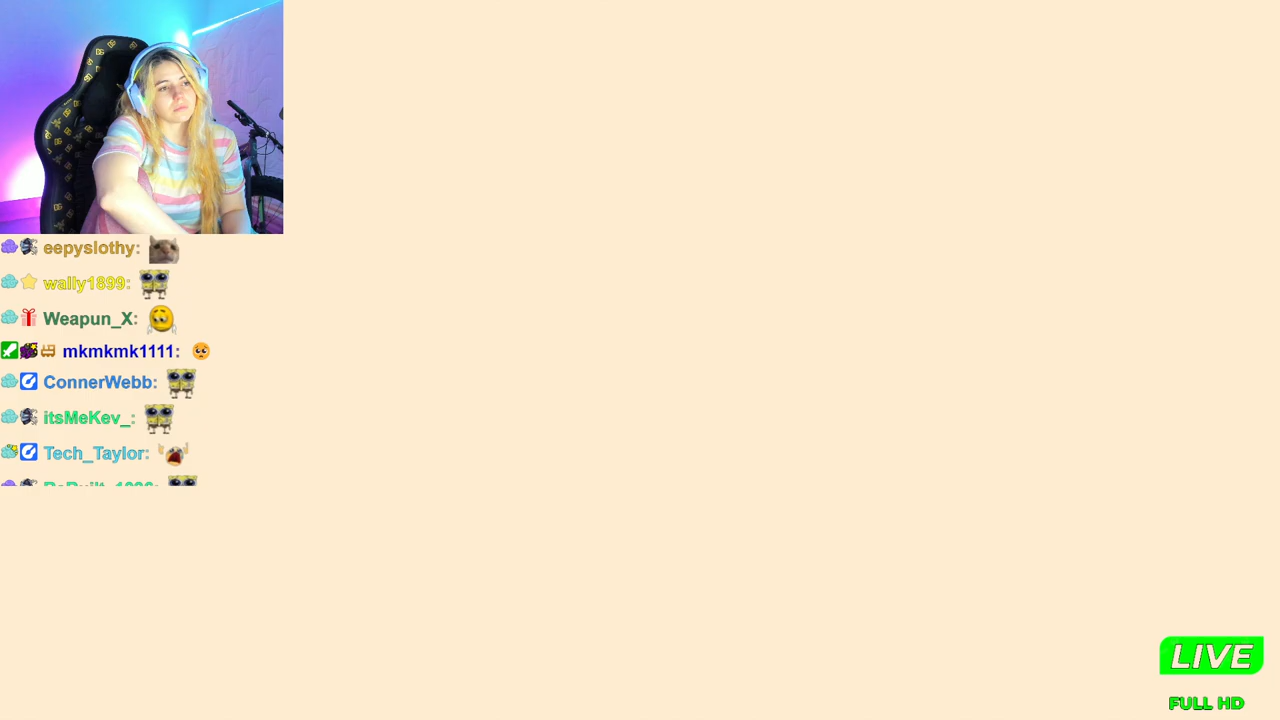 eepyslothy:
wally1899:
Weapun_X:
mkmkmk1111:
ConnerWebb:
itsMeKev_:
Tech_Taylor:
LIVE
FULL HD